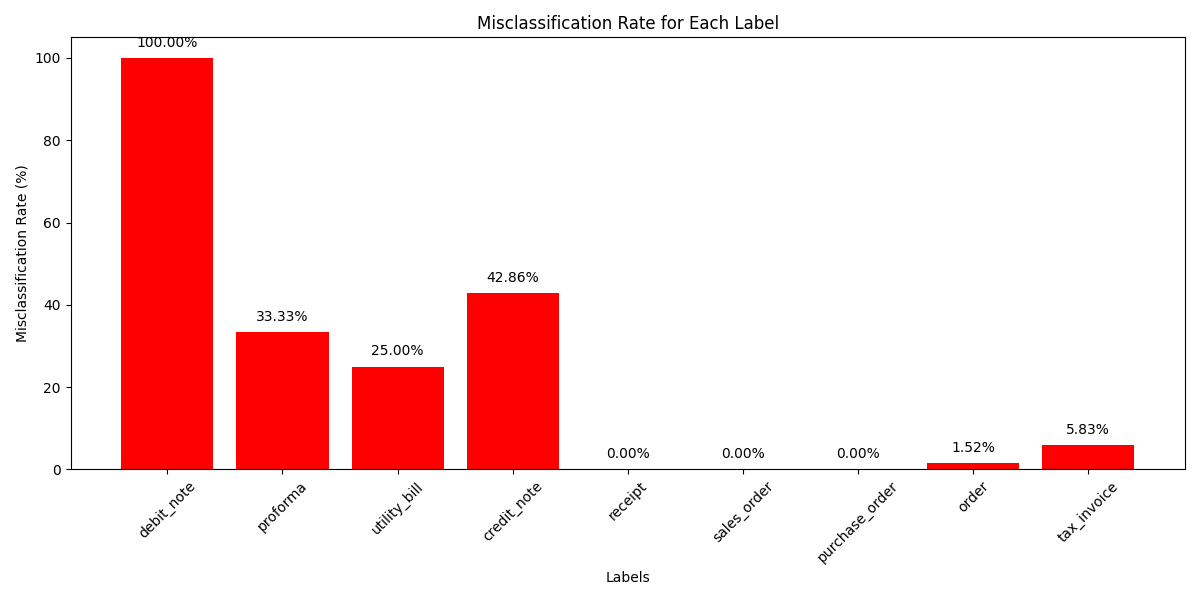 Misclassification Rate for Each Label
Misclassification Rate (%)
100
80
60
40
20
0
100.00%
33.33%
25.00%
42.86%
0.00%
0.00%
0.00%
1.52%
5.83%
debit_note
proforma
utility_bill
credit_note
receipt
sales_order
purchase_order
order
tax_invoice
Labels